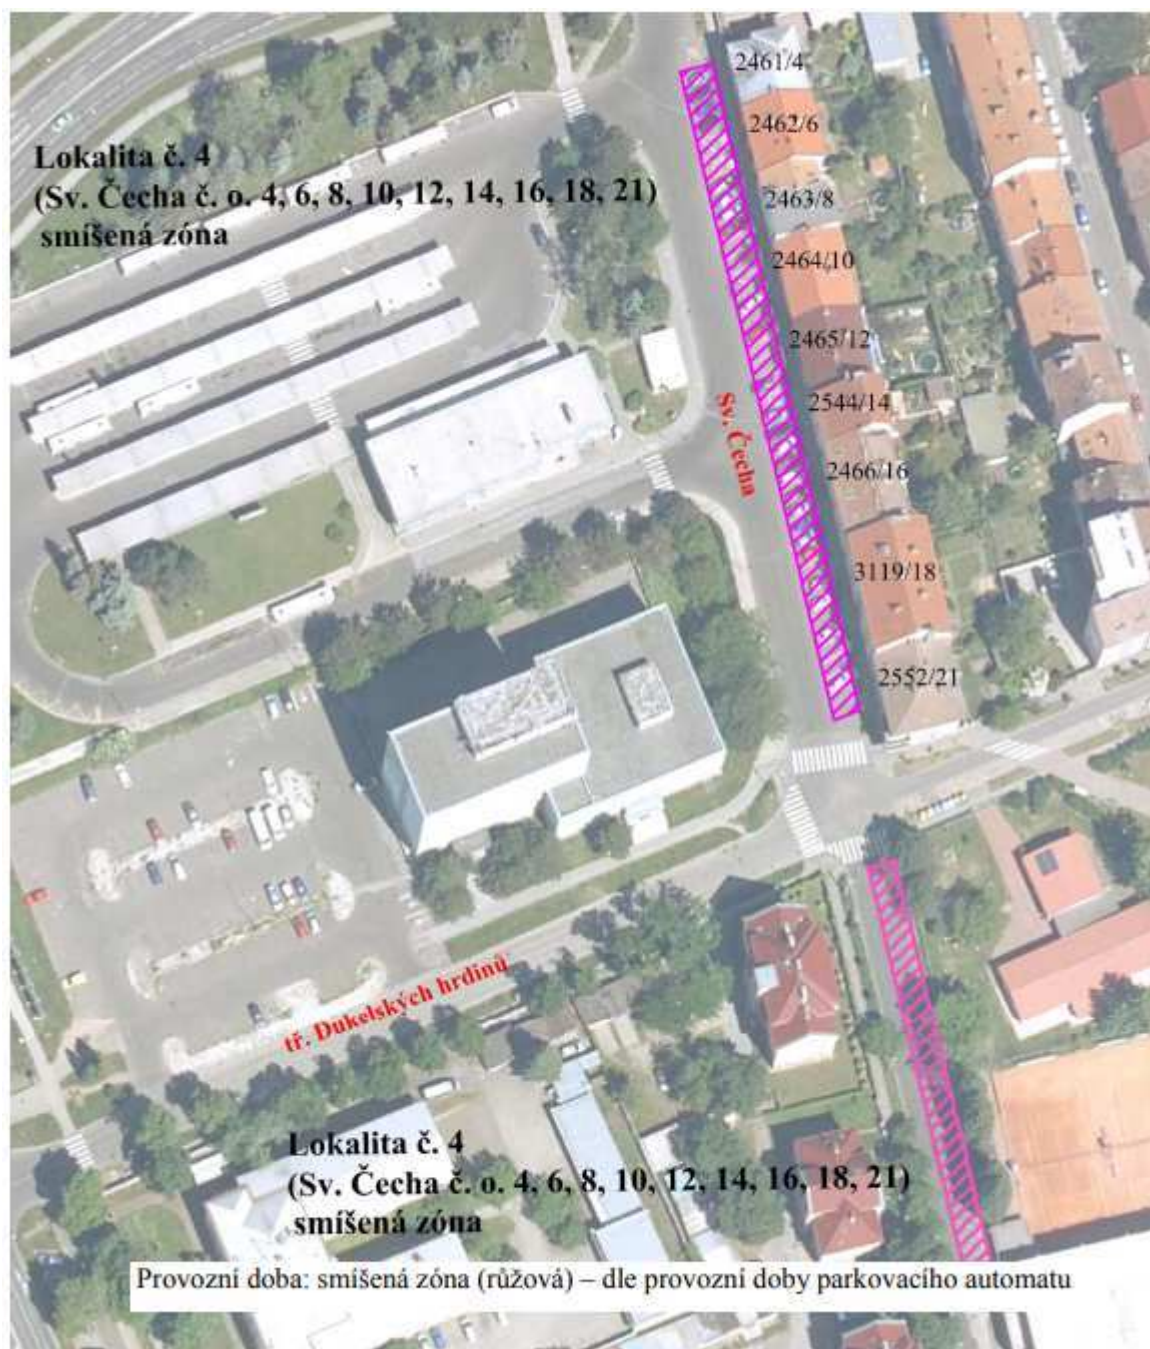 2461/4
2462/6
Lokalita č. 4
(Sv. Čecha č. o. 4, 6, 8, 10, 12, 14, 16, 18, 21)
smíšená zóna
2463/8
2464/10
2465/12
2544/14
Sv. Čecha
2466/16
3119/18
2552/21
tř. Dukelských hrdinů
Lokalita č. 4
(Sv. Čecha č. o. 4, 6, 8, 10, 12, 14, 16, 18, 21)
smíšená zóna
Provozní doba: smíšená zóna (růžová) – dle provozní doby parkovacího automatu